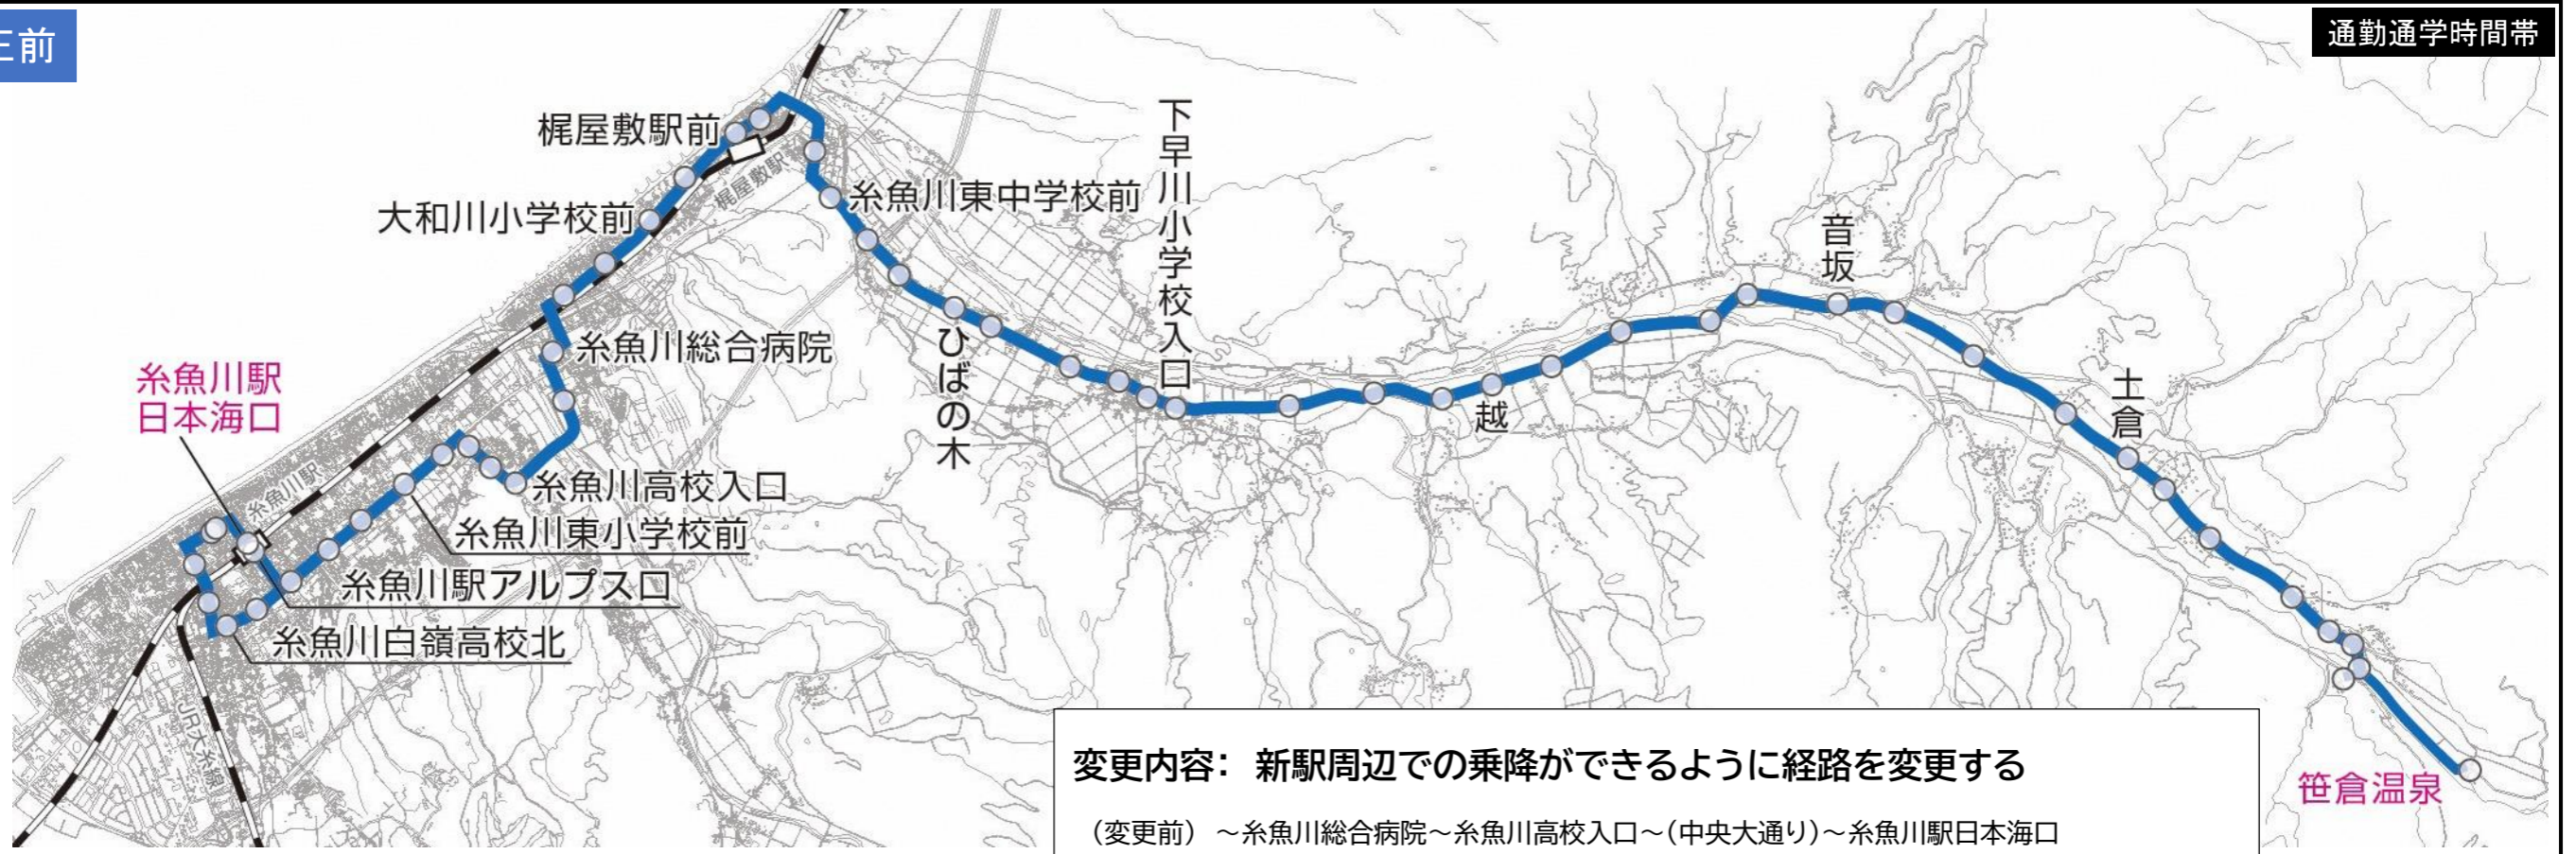 正前
通勤通学時間帯
梶屋敷駅前
梶屋敷駅
大和川小学校前
糸魚川東中学校前
下早川小学校入口
音坂
糸魚川総合病院
ひばの木
越
土倉
糸魚川駅
日本海口
糸魚川駅
糸魚川高校入口
糸魚川東小学校前
糸魚川駅アルプス口
糸魚川白嶺高校北
JR大糸線
笹倉温泉
変更内容： 新駅周辺での乗降ができるように経路を変更する
（変更前）～糸魚川総合病院～糸魚川高校入口～（中央大通り）～糸魚川駅日本海口